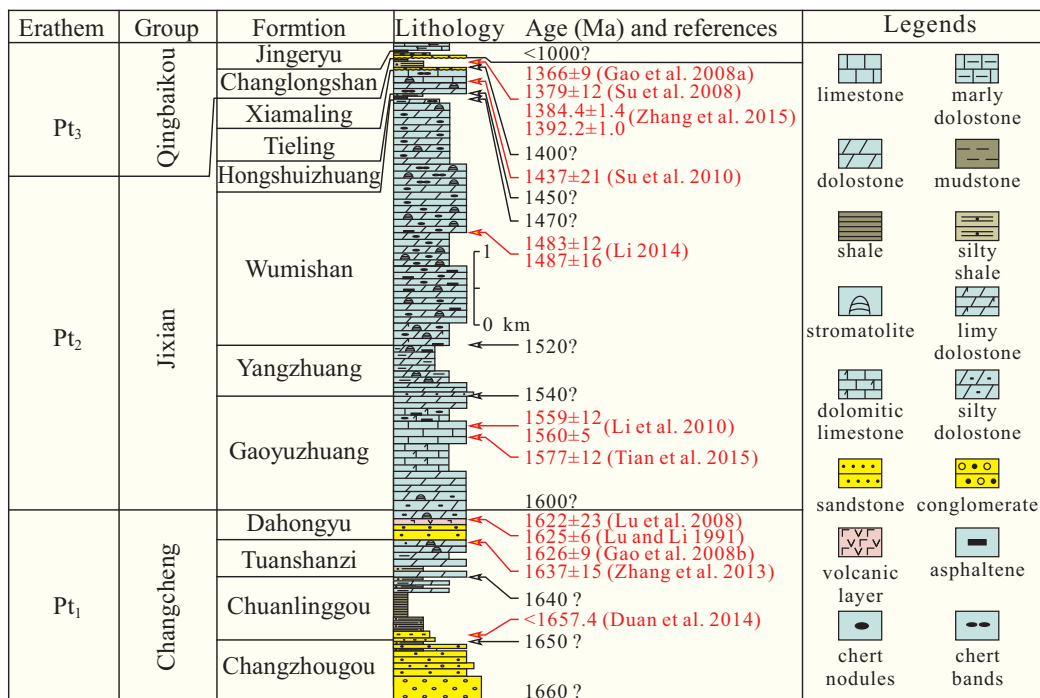 Erathem Group Formtion Lithology Age (Ma) and references Legends
Pt3
Pt2
Pt1
Qingbaikou
Jixian
Changcheng
Jingeryu
Changlongshan
Xiamaling
Tieling
Hongshuizhuang
Wumishan
Yangzhuang
Gaoyuzhuang
Dahongyu
Tuanshanzi
Chuanlinggou
Changzhougou
1
0 km
<1000?
1366±9 (Gao et al. 2008a)
1379±12 (Su et al. 2008)
1384.4±1.4
1392.2±1.0 (Zhang et al. 2015)
1400?
1437±21 (Su et al. 2010)
1450?
1470?
1483±12
1487±16 (Li 2014)
1520?
1540?
1559±12
1560±5 (Li et al. 2010)
1577±12 (Tian et al. 2015)
1600?
1622±23 (Lu et al. 2008)
1625±6 (Lu and Li 1991)
1626±9 (Gao et al. 2008b)
1637±15 (Zhang et al. 2013)
1640 ?
<1657.4 (Duan et al. 2014)
1650 ?
1660 ?
limestone
marly
dolostone
dolostone
mudstone
shale
silty
shale
stromatolite
limy
dolostone
dolomitic
limestone
silty
dolostone
sandstone
conglomerate
volcanic
layer
asphaltene
chert
nodules
chert
bands